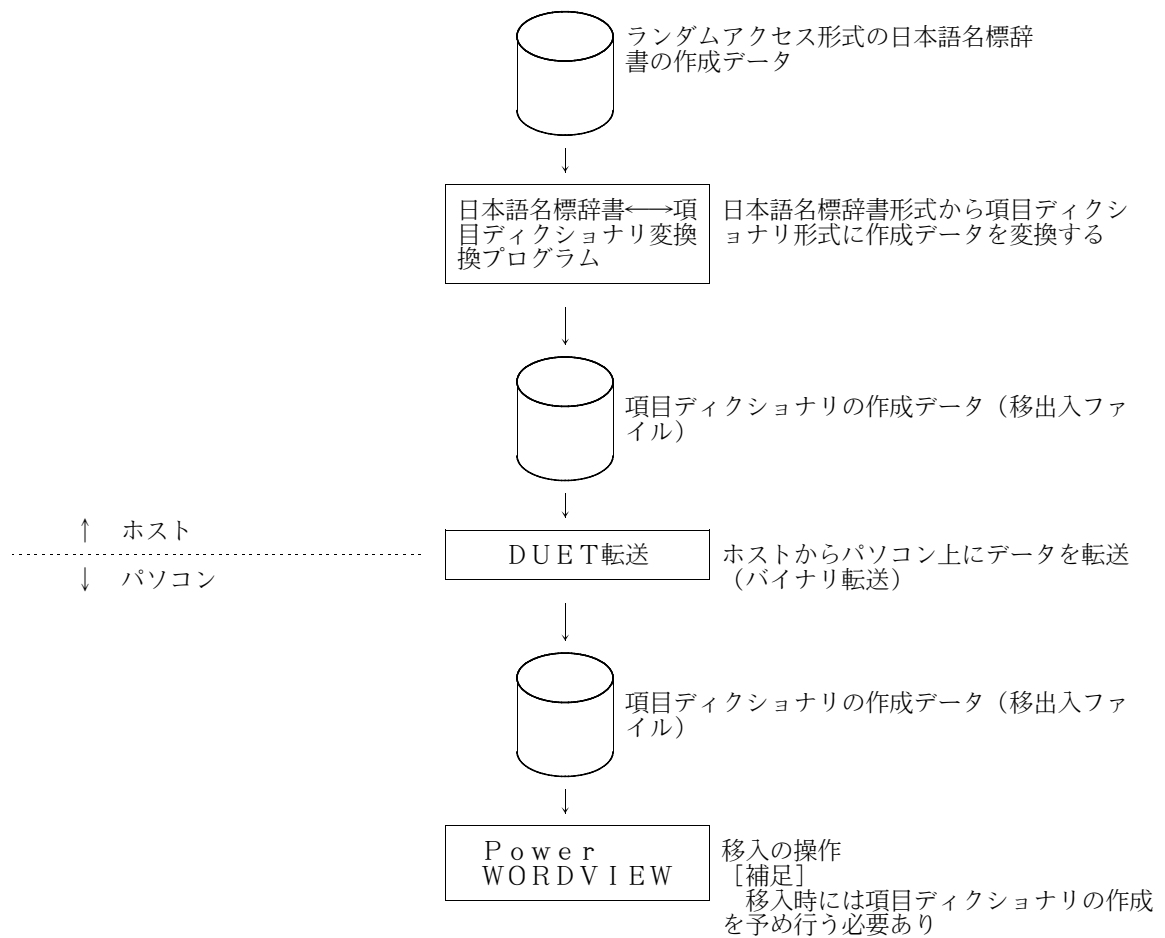 ランダムアクセス形式の日本語名標辞
書の作成データ
日本語名標辞書←→項
目ディクショナリ変換
換プログラム
日本語名標辞書形式から項目ディクシ
ョナリ形式に作成データを変換する
項目ディクショナリの作成データ（移出入ファ
イル）
↑　ホスト
↓　パソコン
ＤＵＥＴ転送
ホストからパソコン上にデータを転送
（バイナリ転送）
項目ディクショナリの作成データ（移出入ファ
イル）
Ｐｏｗｅｒ
ＷＯＲＤＶＩＥＷ
移入の操作
［補足］
移入時には項目ディクショナリの作成
を予め行う必要あり